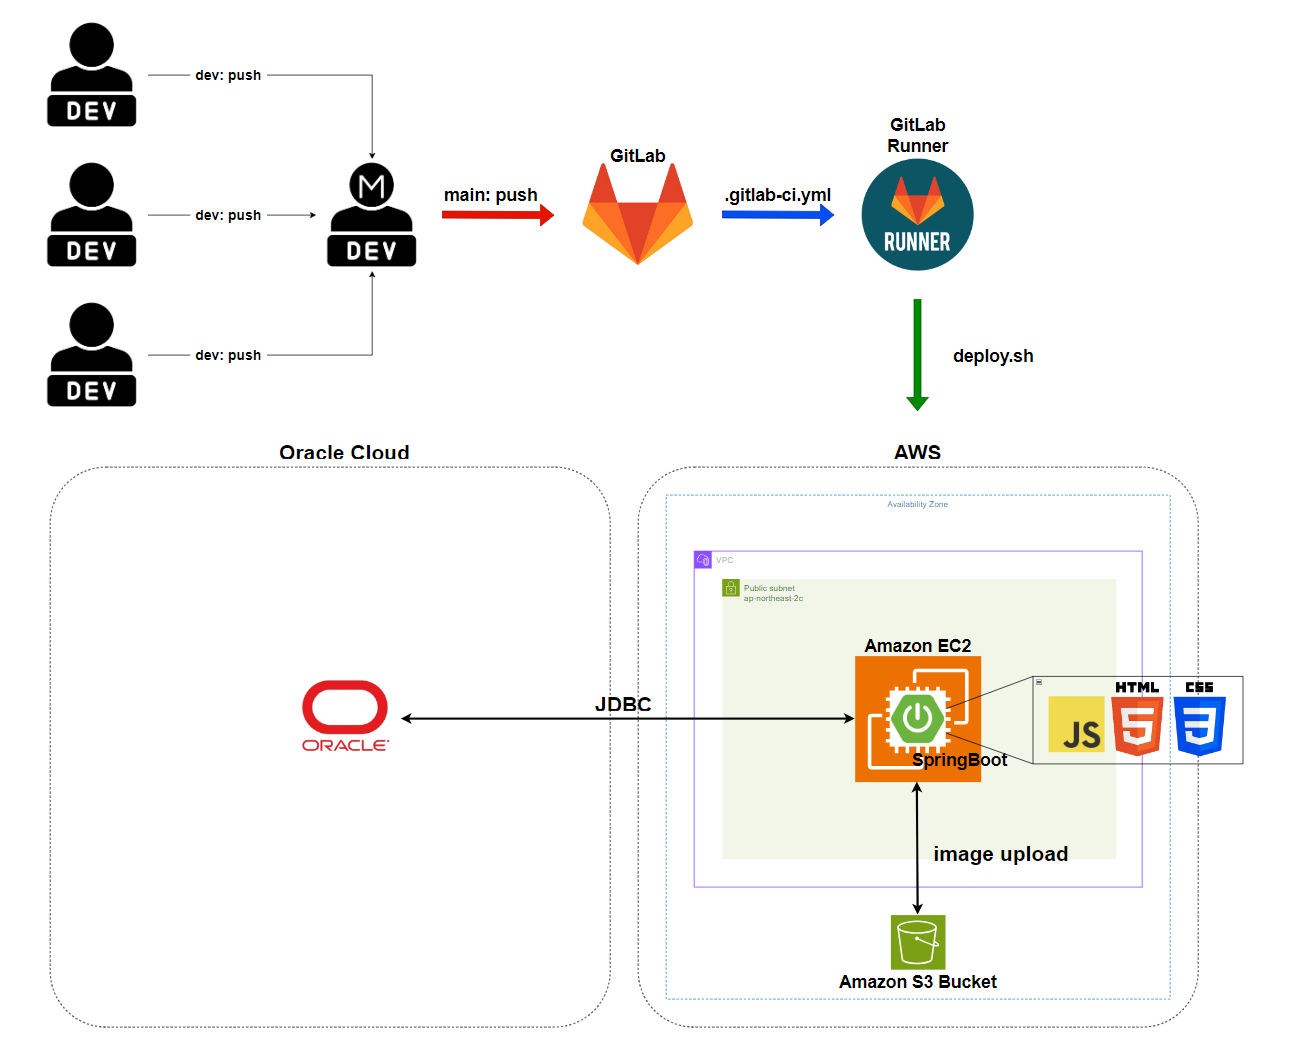 DEV
dev: push
DEV
dev: push
DEV
dev: push
M
DEV
main: push
GitLab
.gitlab-ci.yml
GitLab
Runner
RUNNER
deploy.sh
Oracle Cloud
AWS
Availability Zone
VPC
Public subnet
ap-northeast-2c
Amazon EC2
SpringBoot
JS
HTML
5
CSS
3
JDBC
ORACLE
image upload
Amazon S3 Bucket